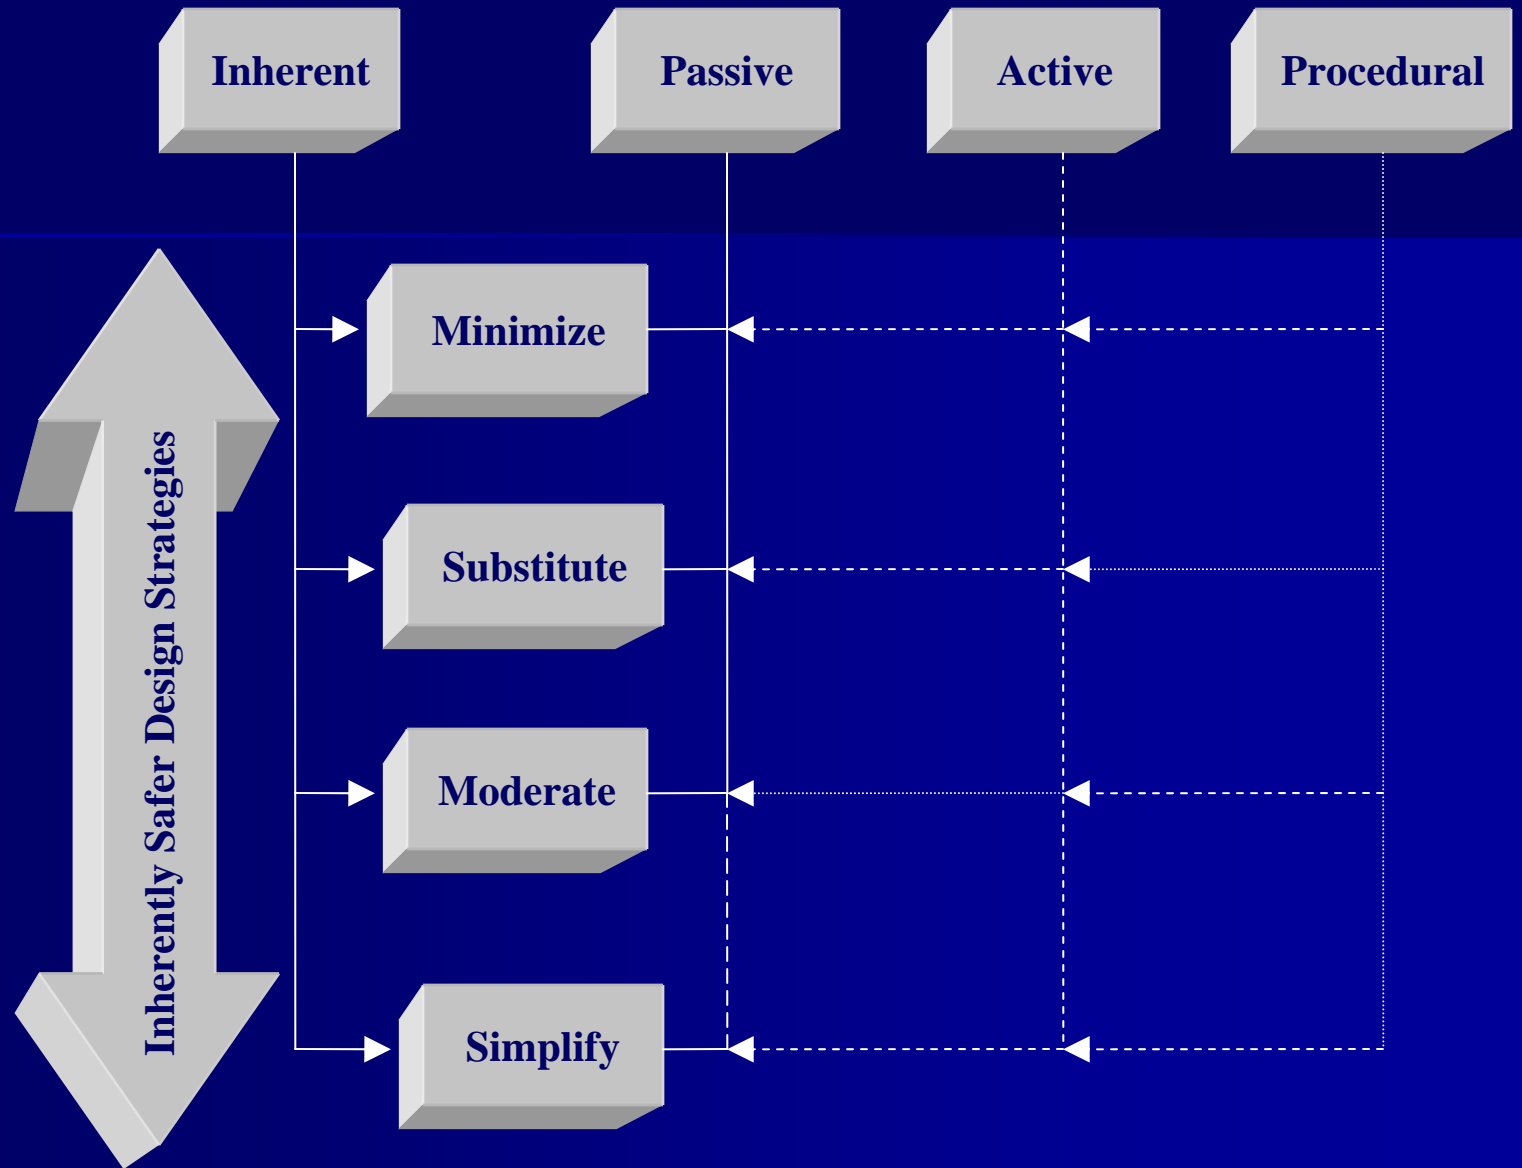 Inherent
Passive
Active
Procedural
Inherently Safer Design Strategies
Minimize
Substitute
Moderate
Simplify